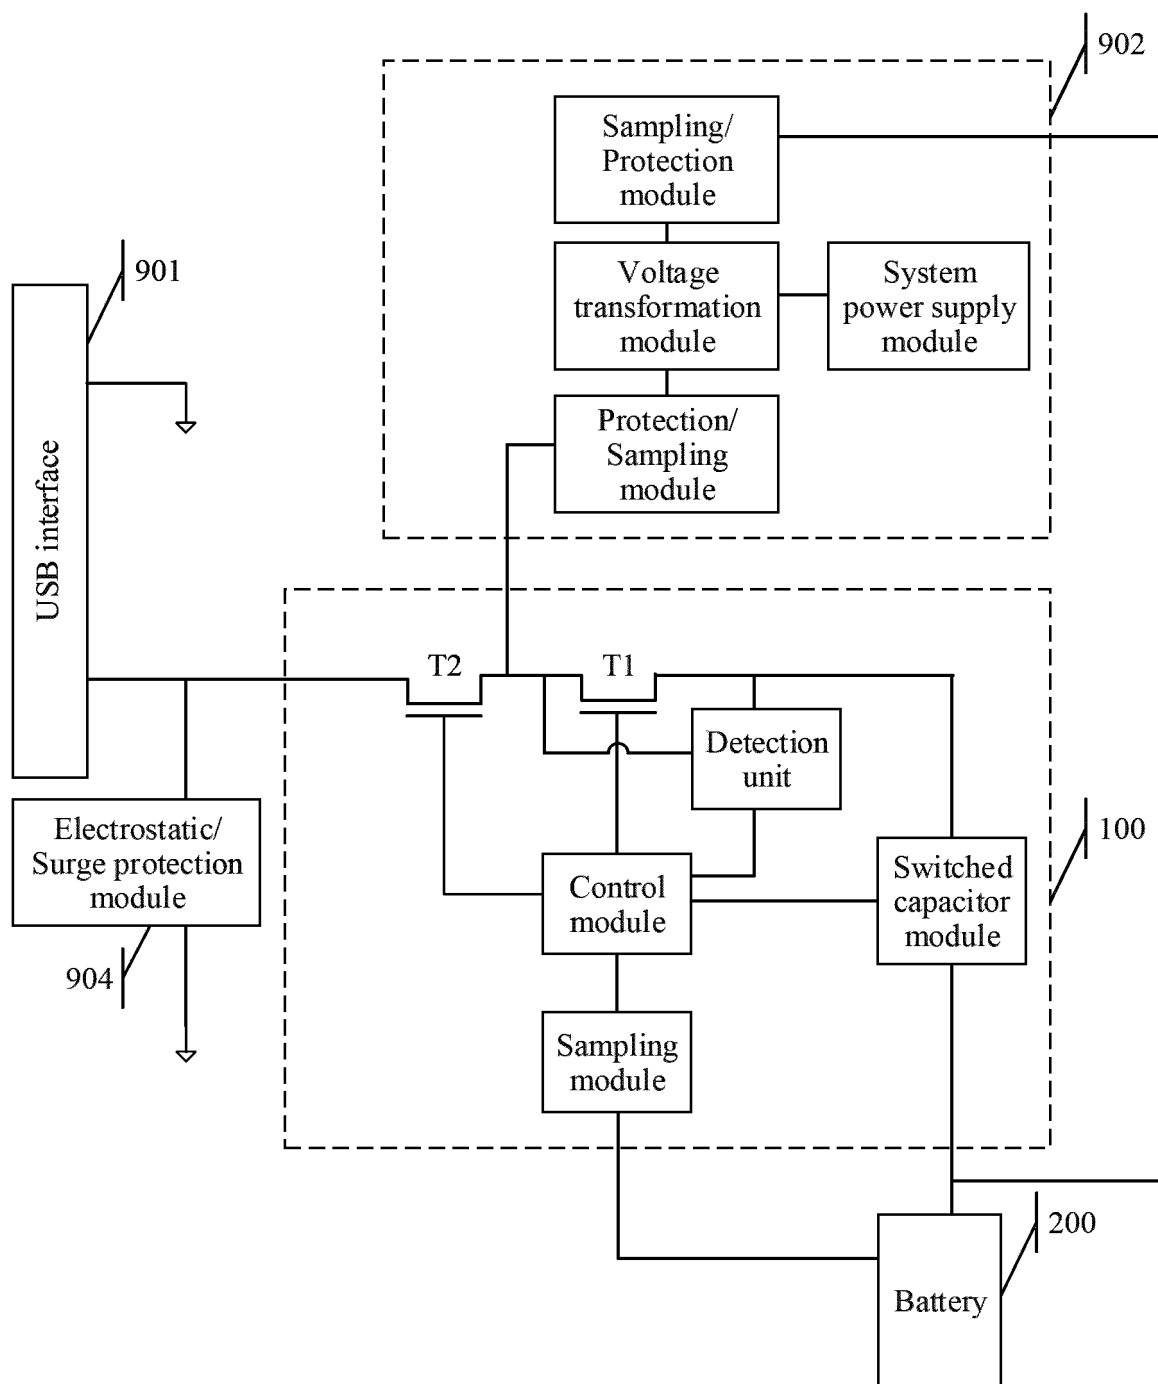 902
Sampling/
Protection
module
901
Voltage
transformation
module
System
power supply
module
USB interface
Protection/
Sampling
module
T2
T1
Detection
unit
Electrostatic/
Surge protection
module
100
Control
module
Switched
capacitor
module
904
Sampling
module
200
Battery